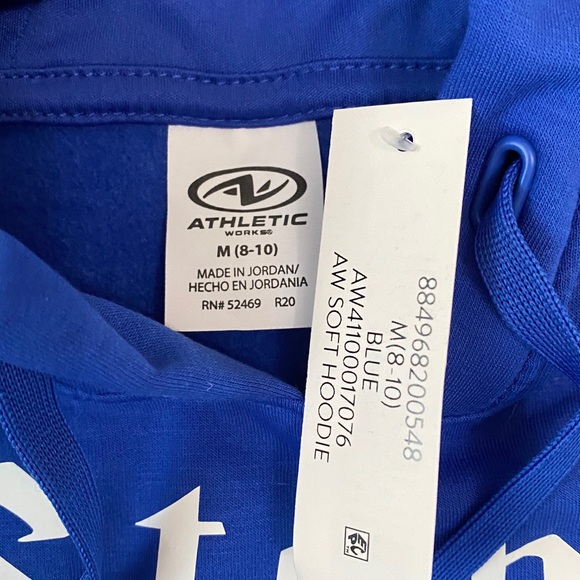 ATHLETIC
WORKS®
M (8-10)
MADE IN JORDAN/
HECHO EN JORDANIA
RN# 52469 R20
884968200548
M(8-10)
BLUE
AW41100017076
AW SOFT HOODIE